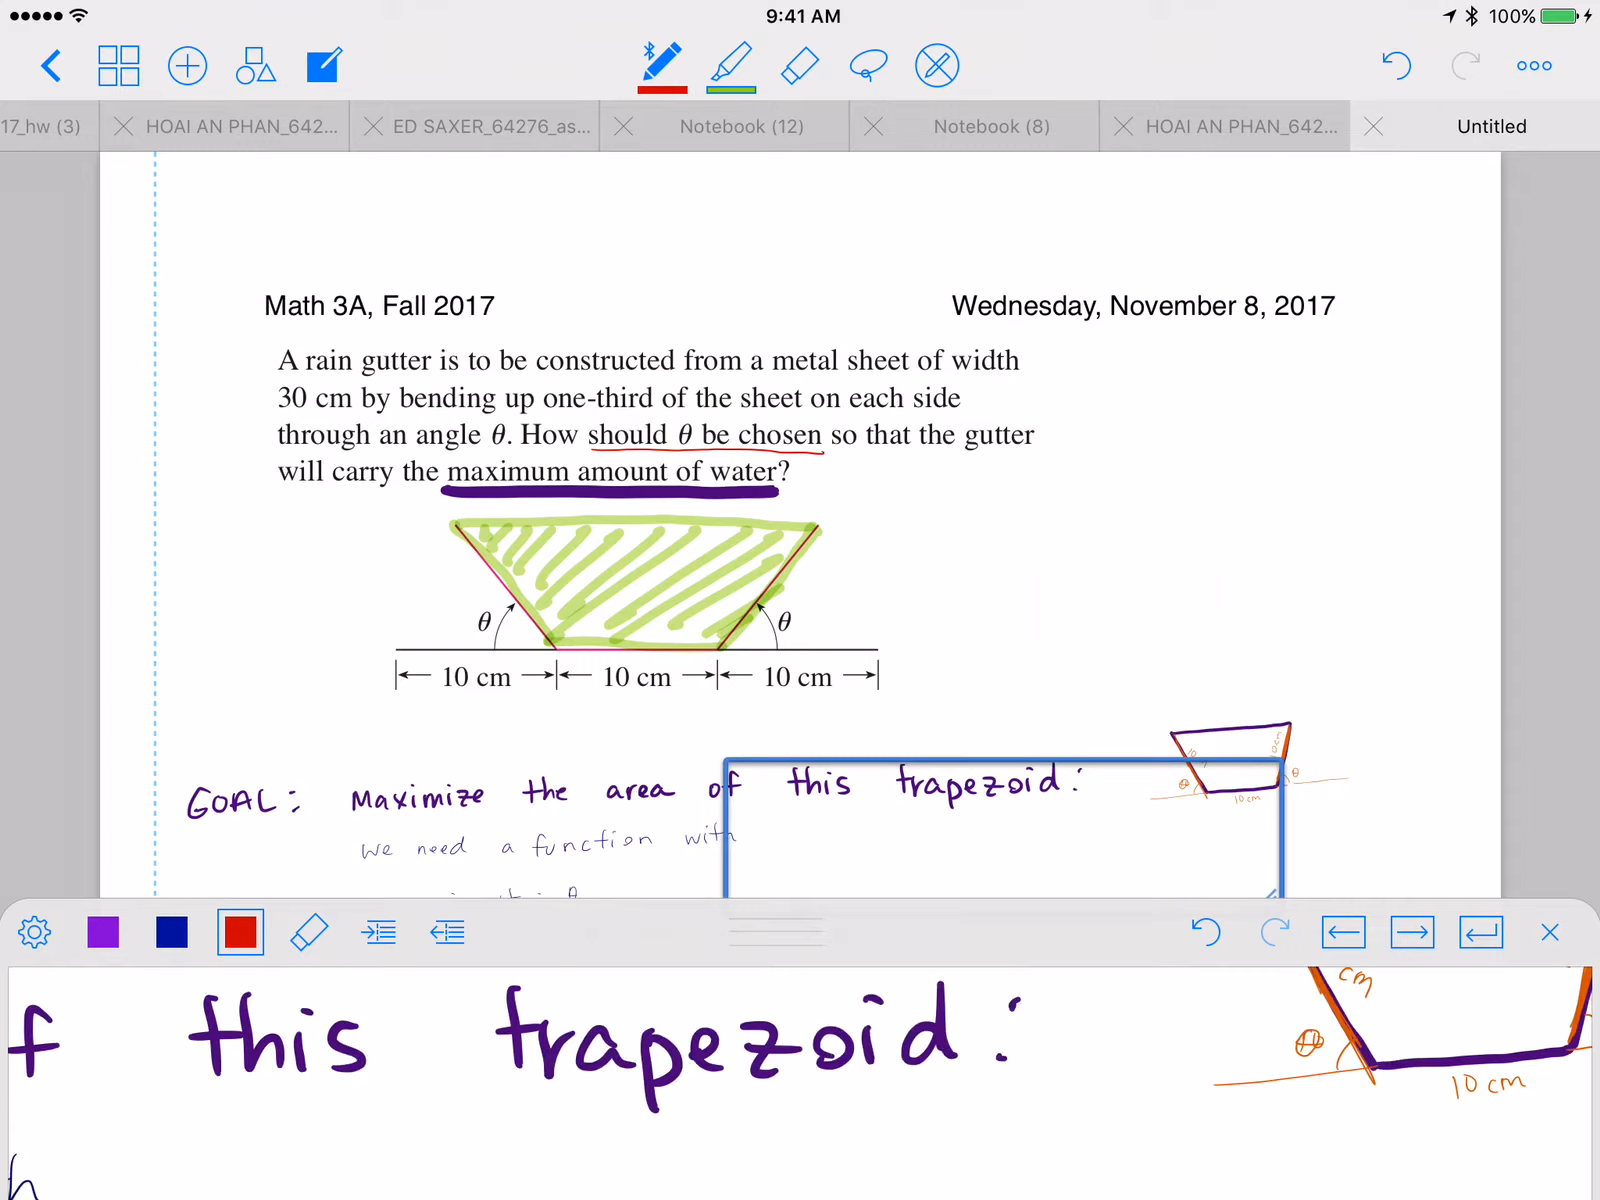 9:41 AM
100%
17_hw (3)
HOAI AN PHAN_642...
ED SAXER_64276_as...
Notebook (12)
Notebook (8)
HOAI AN PHAN_642...
Untitled
Math 3A, Fall 2017
Wednesday, November 8, 2017
A rain gutter is to be constructed from a metal sheet of width
30 cm by bending up one-third of the sheet on each side
through an angle θ. How should θ be chosen so that the gutter
will carry the maximum amount of water?
θ
θ
10 cm
10 cm
10 cm
GOAL: Maximize the area of this trapezoid:
10 cm
θ
θ
10 cm
we need a function with
θ
f this trapezoid:
cm
θ
10 cm
h